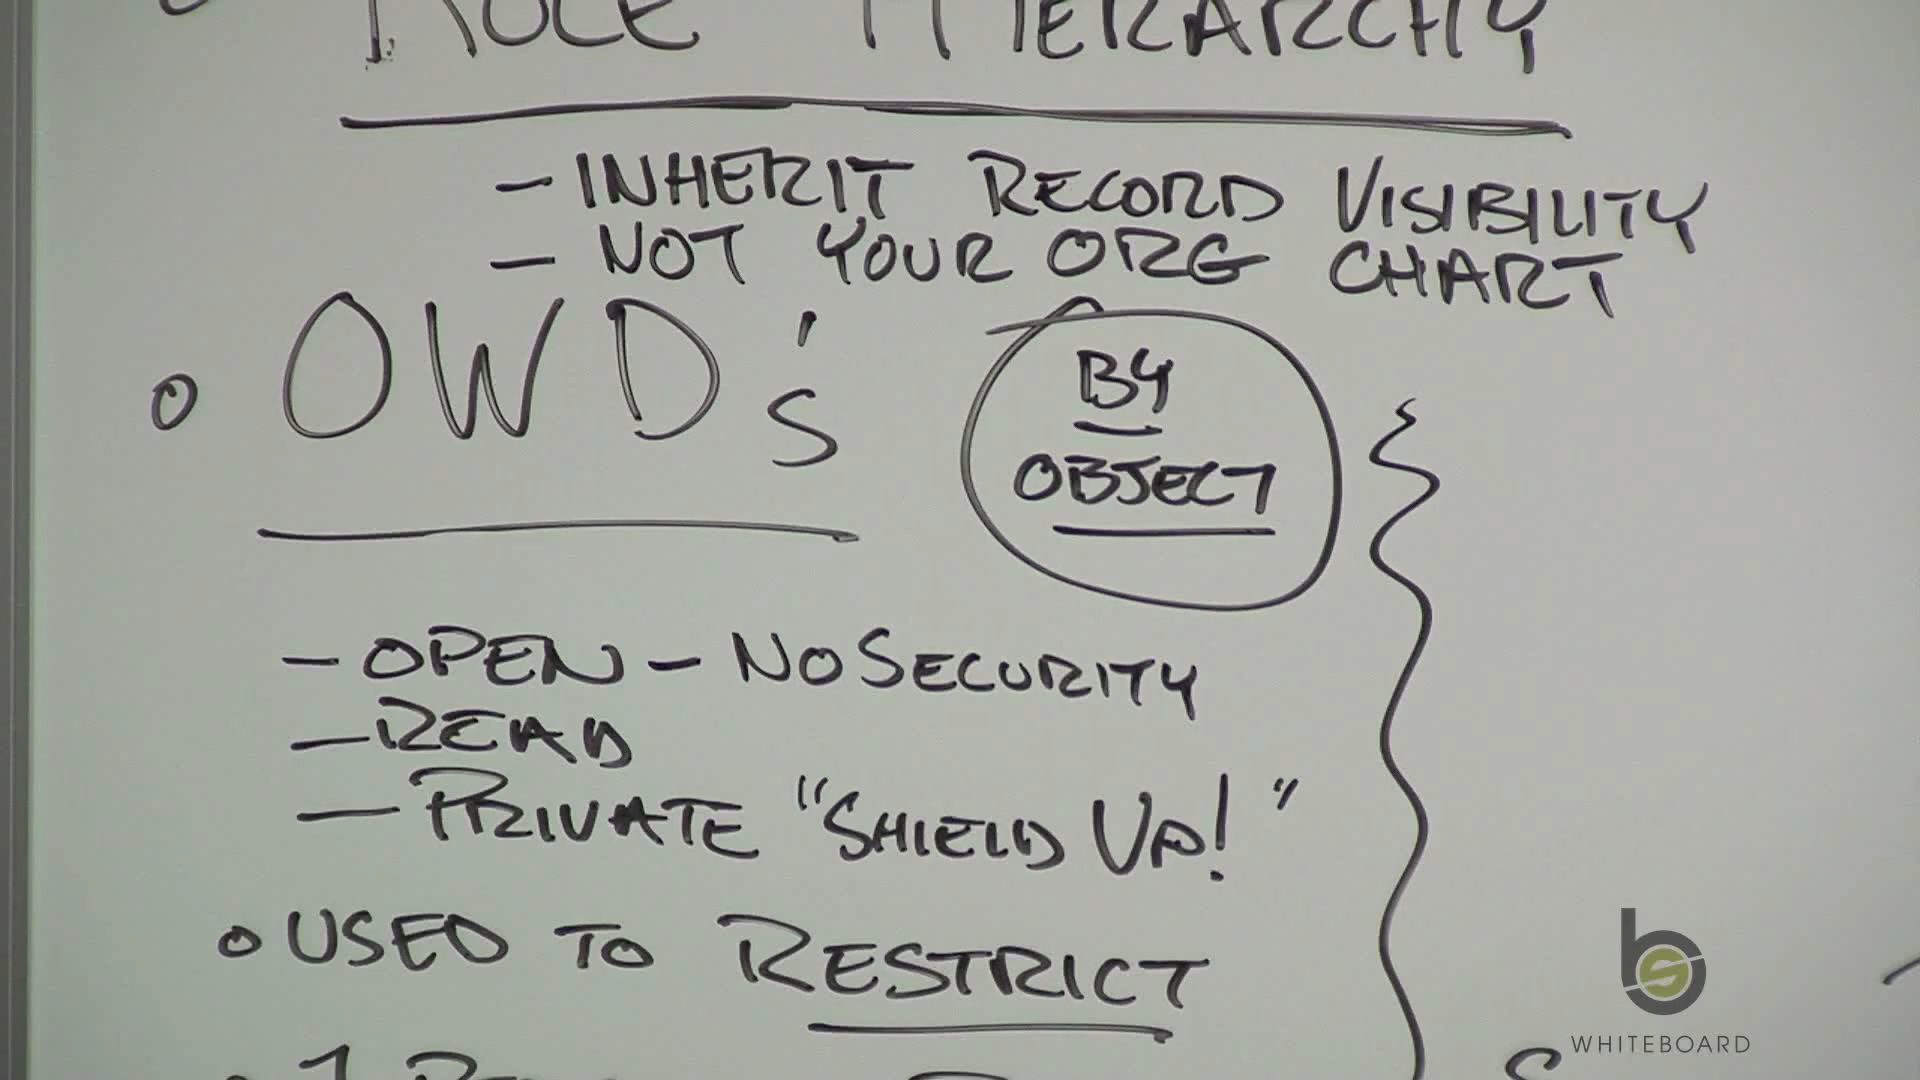 ROLE HIERARCHY
- INHERIT RECORD VISIBILITY
- NOT YOUR ORG CHART
OWD's
BY
OBJECT
- OPEN - NO SECURITY
- READ
- PRIVATE "SHIELD UP!"
USED TO RESTRICT
bs
WHITEBOARD